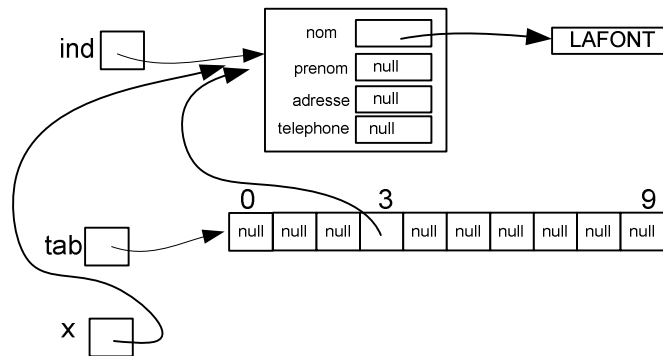 ind
nom
LAFONT
prenom null
adresse null
telephone null
0 3 9
tab
null null null null null null null null null
x